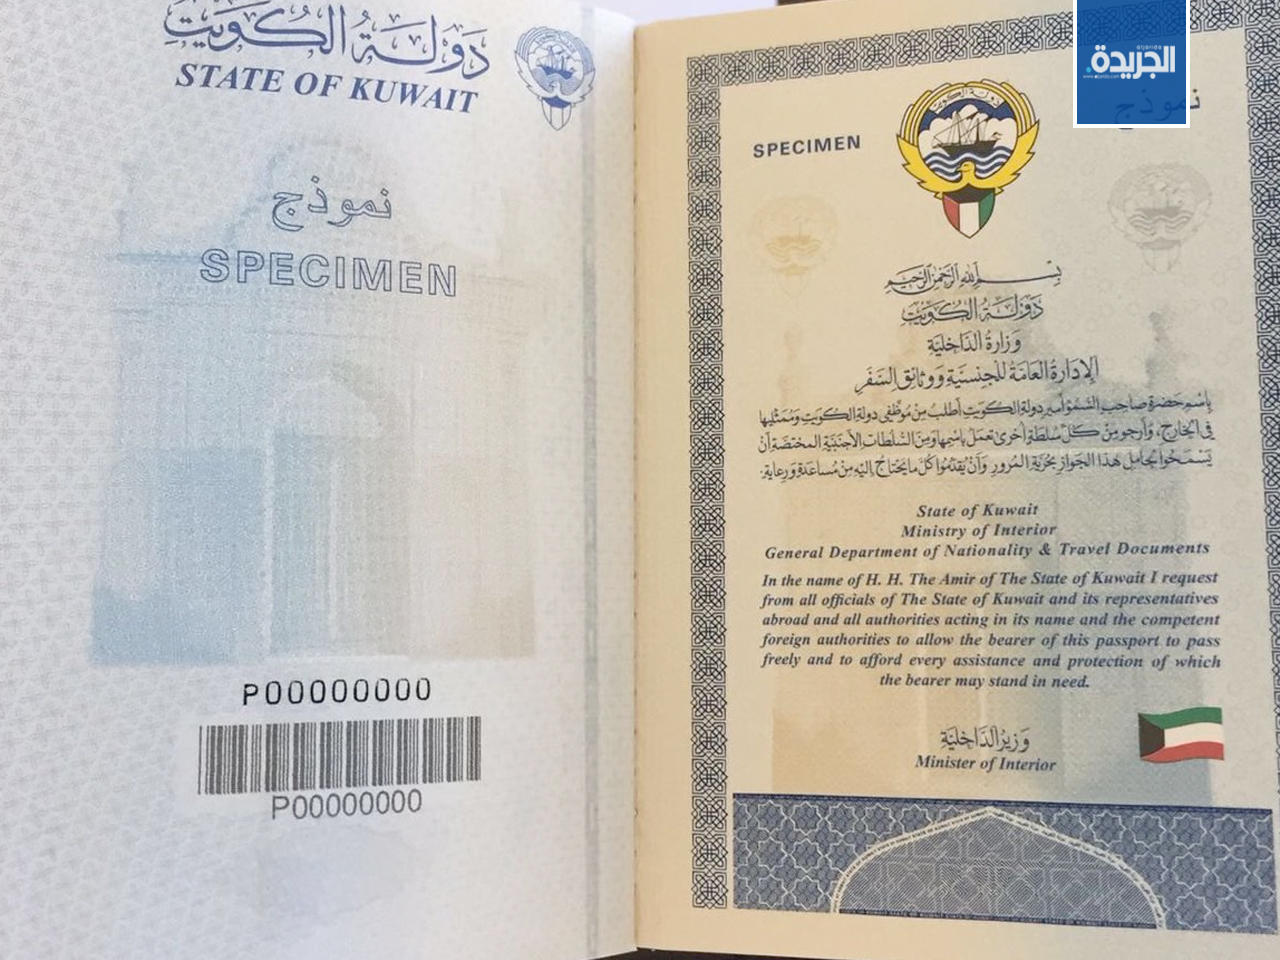 دولة الكويت
STATE OF KUWAIT
نموذج
SPECIMEN
P00000000
P00000000
الجريدة.
aljarida
www.aljarida.com
نموذج
SPECIMEN
دولة الكويت
بسم الله الرحمن الرحيم
دولة الكويت
وزارة الداخلية
الإدارة العامة للجنسية ووثائق السفر
باسم حضرة صاحب السمو أمير دولة الكويت أطلب من موظفي دولة الكويت وممثليها
في الخارج، وأرجو من كل سلطة أخرى تعمل باسمها ومن السلطات الأجنبية المختصة أن
يسمحوا لحامل هذا الجواز بحرية المرور وأن يقدموا كل ما يحتاج إليه من مساعدة ورعاية.
State of Kuwait
Ministry of Interior
General Department of Nationality & Travel Documents
In the name of H. H. The Amir of The State of Kuwait I request
from all officials of The State of Kuwait and its representatives
abroad and all authorities acting in its name and the competent
foreign authorities to allow the bearer of this passport to pass
freely and to afford every assistance and protection of which
the bearer may stand in need.
وزير الداخلية
Minister of Interior